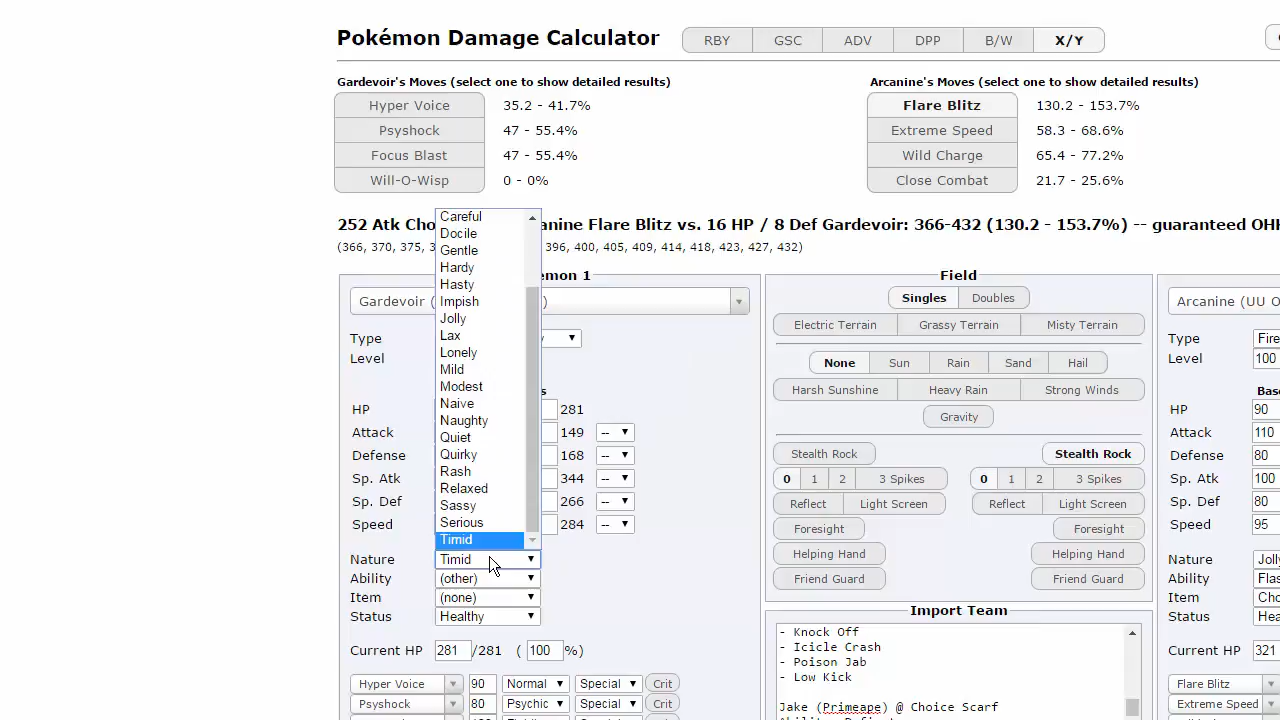 Pokémon Damage Calculator RBY GSC ADV DPP B/W X/Y
Gardevoir's Moves (select one to show detailed results)
Hyper Voice 35.2 - 41.7%
Psyshock 47 - 55.4%
Focus Blast 47 - 55.4%
Will-O-Wisp 0 - 0%
Arcanine's Moves (select one to show detailed results)
Flare Blitz 130.2 - 153.7%
Extreme Speed 58.3 - 68.6%
Wild Charge 65.4 - 77.2%
Close Combat 21.7 - 25.6%
252 Atk Cho anine Flare Blitz vs. 16 HP / 8 Def Gardevoir: 366-432 (130.2 - 153.7%) -- guaranteed OH
(366, 370, 375, 396, 400, 405, 409, 414, 418, 423, 427, 432)
Careful
Docile
Gentle
Hardy
Hasty
Impish
Jolly
Lax
Lonely
Mild
Modest
Naive
Naughty
Quiet
Quirky
Rash
Relaxed
Sassy
Serious
Timid
emon 1
Gardevoir ( )
Type y
Level
s
HP 281
Attack 149 --
Defense 168 --
Sp. Atk 344 --
Sp. Def 266 --
Speed 284 --
Nature Timid
Ability (other)
Item (none)
Status Healthy
Current HP 281 /281 ( 100 %)
Hyper Voice 90 Normal Special Crit
Psyshock 80 Psychic Special Crit
Field
Singles Doubles
Electric Terrain Grassy Terrain Misty Terrain
None Sun Rain Sand Hail
Harsh Sunshine Heavy Rain Strong Winds
Gravity
Stealth Rock Stealth Rock
0 1 2 3 Spikes 0 1 2 3 Spikes
Reflect Light Screen Reflect Light Screen
Foresight Foresight
Helping Hand Helping Hand
Friend Guard Friend Guard
Import Team
- Knock Off
- Icicle Crash
- Poison Jab
- Low Kick
Jake (Primeape) @ Choice Scarf
Arcanine (UU O
Type Fire
Level 100
Bas
HP 90
Attack 110
Defense 80
Sp. Atk 100
Sp. Def 80
Speed 95
Nature Jolly
Ability Flas
Item Cho
Status Hea
Current HP 321
Flare Blitz
Extreme Speed